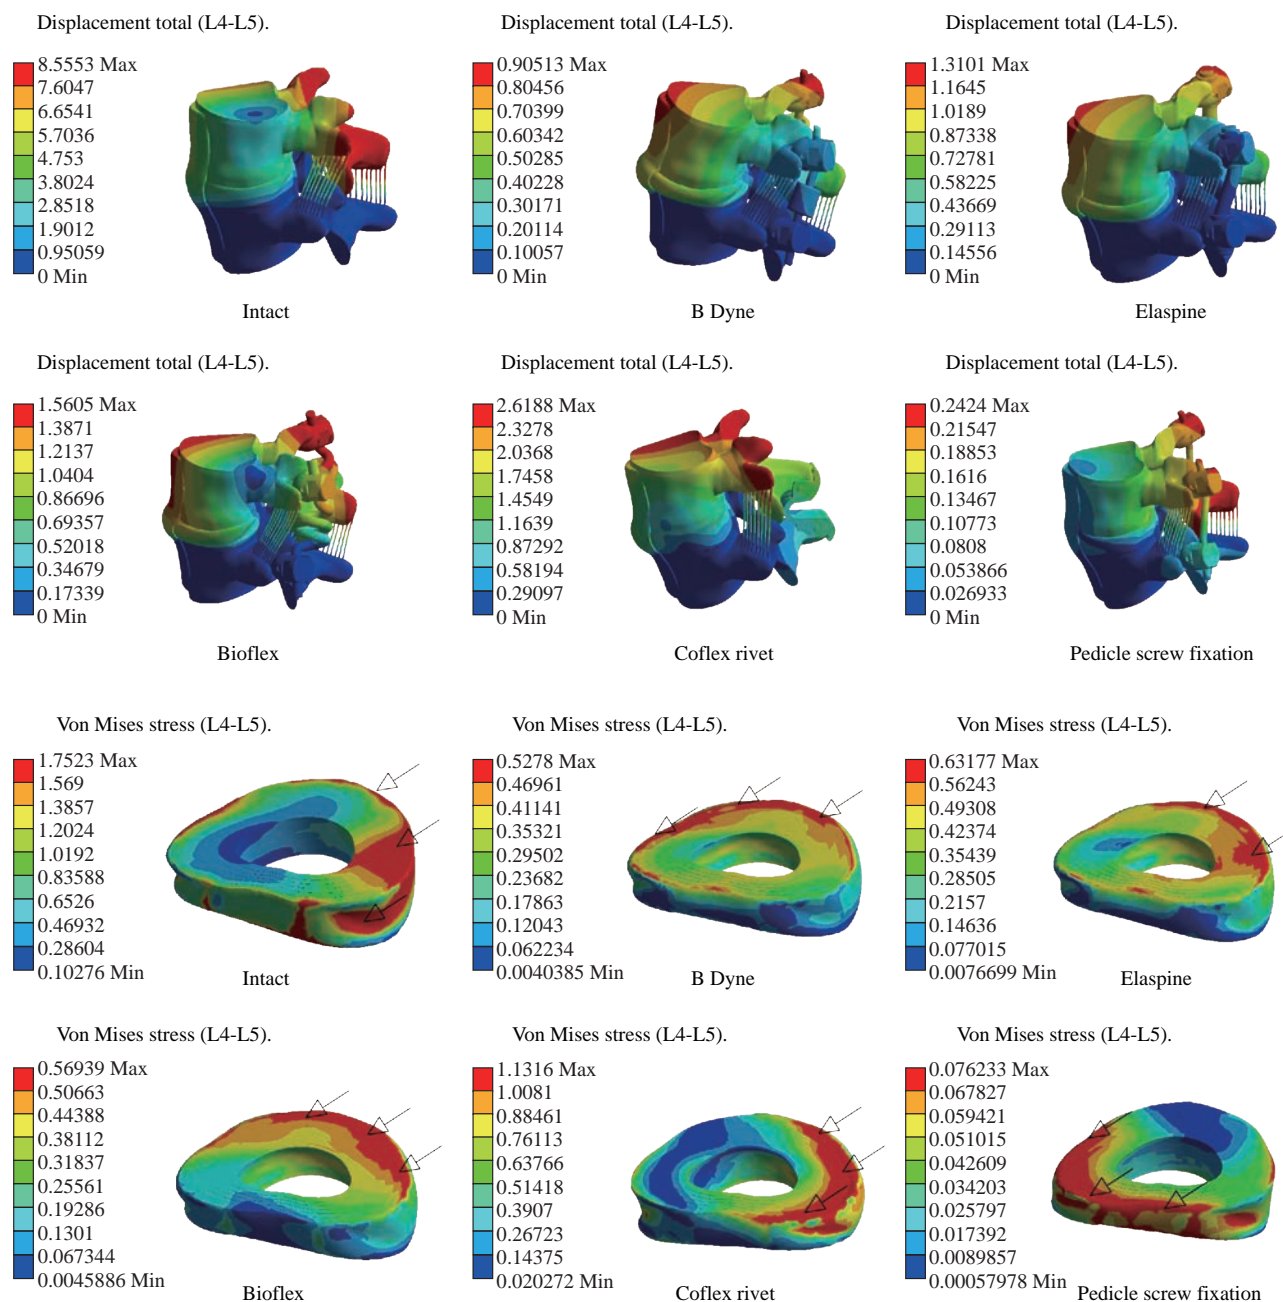 Displacement total (L4-L5).
8.5553 Max
7.6047
6.6541
5.7036
4.753
3.8024
2.8518
1.9012
0.95059
0 Min
Intact
Displacement total (L4-L5).
0.90513 Max
0.80456
0.70399
0.60342
0.50285
0.40228
0.30171
0.20114
0.10057
0 Min
B Dyne
Displacement total (L4-L5).
1.3101 Max
1.1645
1.0189
0.87338
0.72781
0.58225
0.43669
0.29113
0.14556
0 Min
Elaspine
Displacement total (L4-L5).
1.5605 Max
1.3871
1.2137
1.0404
0.86696
0.69357
0.52018
0.34679
0.17339
0 Min
Bioflex
Displacement total (L4-L5).
2.6188 Max
2.3278
2.0368
1.7458
1.4549
1.1639
0.87292
0.58194
0.29097
0 Min
Coflex rivet
Displacement total (L4-L5).
0.2424 Max
0.21547
0.18853
0.1616
0.13467
0.10773
0.0808
0.053866
0.026933
0 Min
Pedicle screw fixation
Von Mises stress (L4-L5).
1.7523 Max
1.569
1.3857
1.2024
1.0192
0.83588
0.6526
0.46932
0.28604
0.10276 Min
Intact
Von Mises stress (L4-L5).
0.5278 Max
0.46961
0.41141
0.35321
0.29502
0.23682
0.17863
0.12043
0.062234
0.0040385 Min
B Dyne
Von Mises stress (L4-L5).
0.63177 Max
0.56243
0.49308
0.42374
0.35439
0.28505
0.2157
0.14636
0.077015
0.0076699 Min
Elaspine
Von Mises stress (L4-L5).
0.56939 Max
0.50663
0.44388
0.38112
0.31837
0.25561
0.19286
0.1301
0.067344
0.0045886 Min
Bioflex
Von Mises stress (L4-L5).
1.1316 Max
1.0081
0.88461
0.76113
0.63766
0.51418
0.3907
0.26723
0.14375
0.020272 Min
Coflex rivet
Von Mises stress (L4-L5).
0.076233 Max
0.067827
0.059421
0.051015
0.042609
0.034203
0.025797
0.017392
0.0089857
0.00057978 Min
Pedicle screw fixation